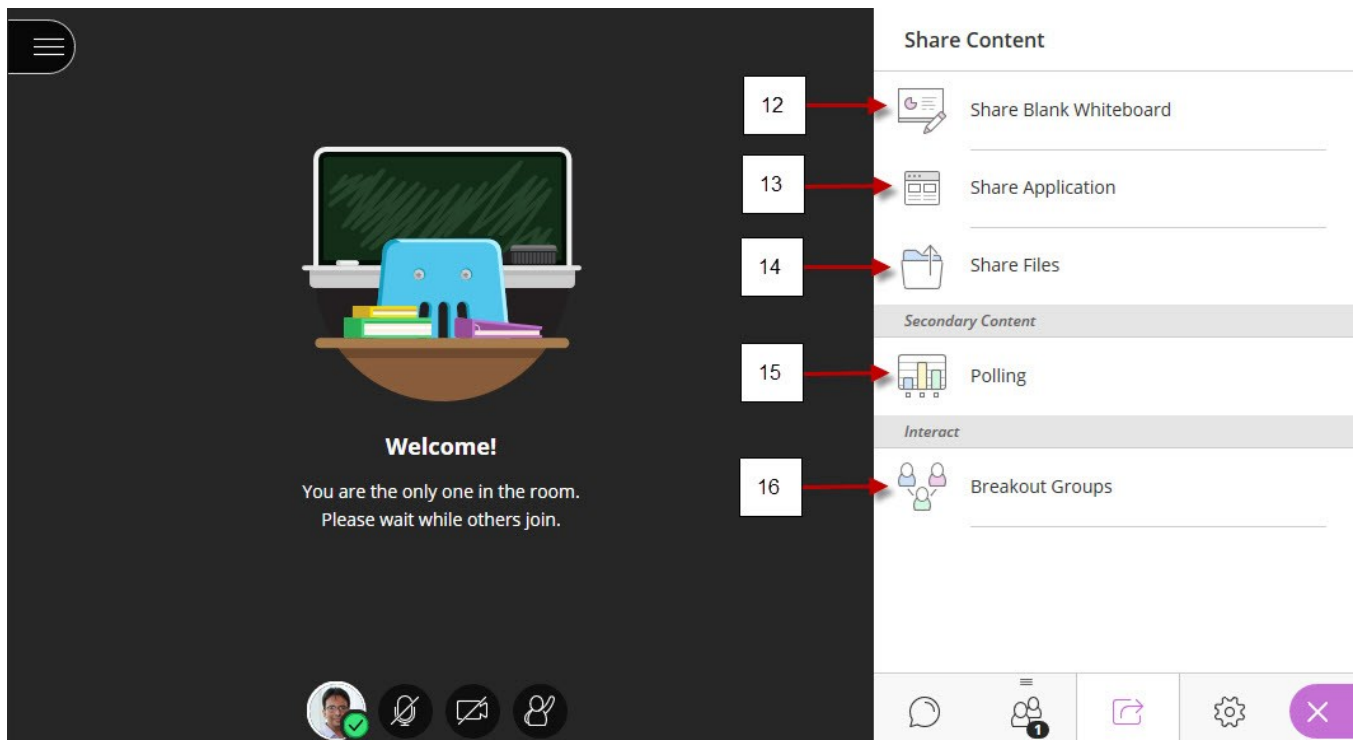 Share Content
12
Share Blank Whiteboard
13
Share Application
14
Share Files
Secondary Content
15
Polling
Interact
16
Breakout Groups
Welcome!
You are the only one in the room.
Please wait while others join.
1